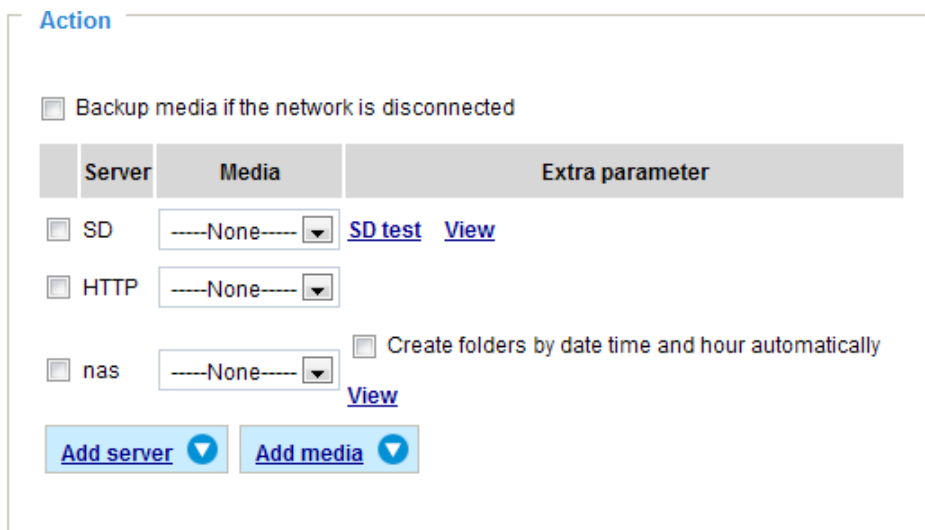 Action
Backup media if the network is disconnected
Server Media Extra parameter
SD -----None----- SD test View
HTTP -----None-----
nas -----None----- Create folders by date time and hour automatically
View
Add server Add media